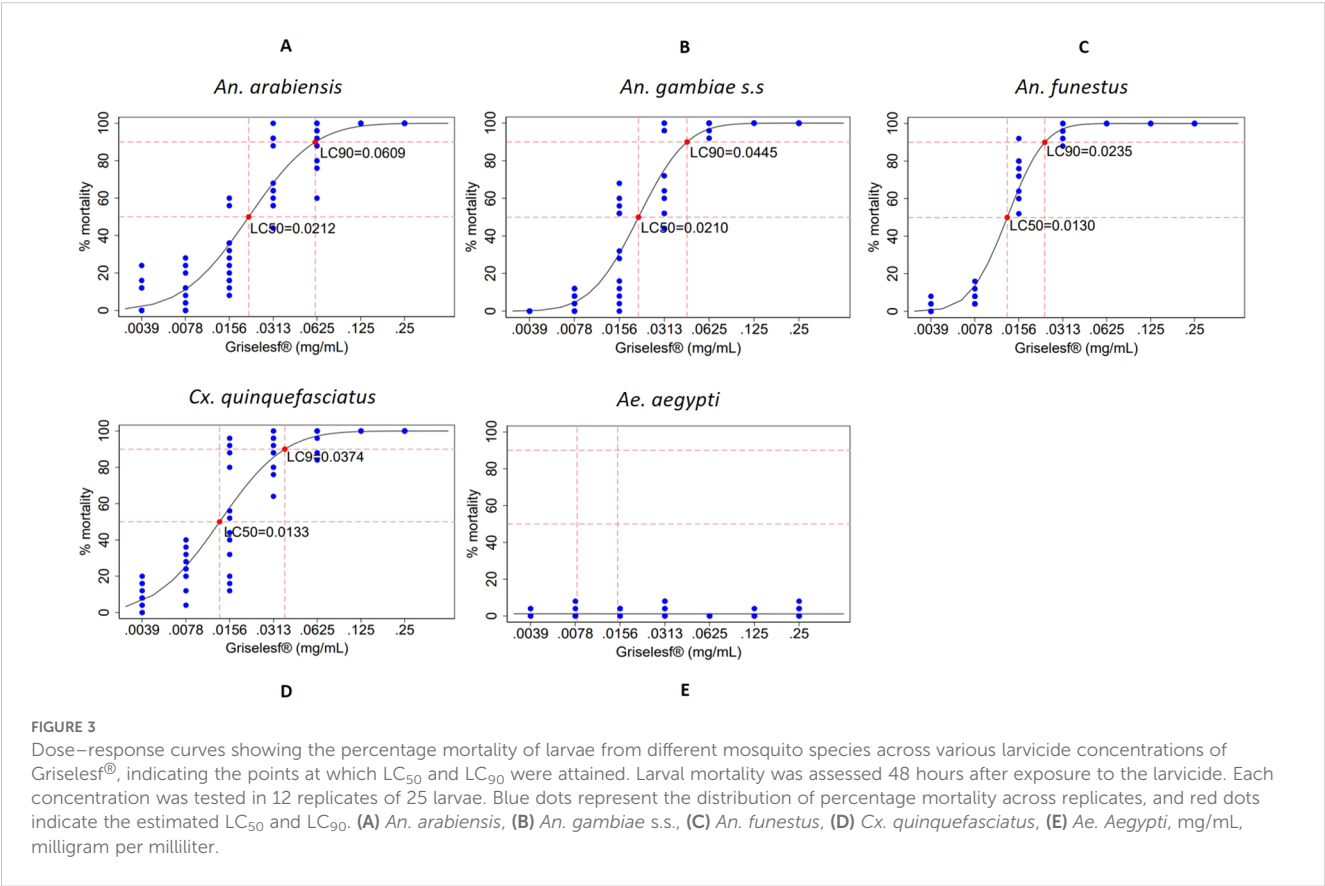 A
B
C
An. arabiensis
An. gambiae s.s
An. funestus
% mortality
0
20
40
60
80
100
LC90=0.0609
LC50=0.0212
.0039 .0078 .0156 .0313 .0625 .125 .25
Griselesf® (mg/mL)
% mortality
0
20
40
60
80
100
LC90=0.0445
LC50=0.0210
.0039 .0078 .0156 .0313 .0625 .125 .25
Griselesf® (mg/mL)
% mortality
0
20
40
60
80
100
LC90=0.0235
LC50=0.0130
.0039 .0078 .0156 .0313 .0625 .125 .25
Griselesf® (mg/mL)
Cx. quinquefasciatus
Ae. aegypti
% mortality
0
20
40
60
80
100
LC9=0.0374
LC50=0.0133
.0039 .0078 .0156 .0313 .0625 .125 .25
Griselesf® (mg/mL)
% mortality
0
20
40
60
80
100
.0039 .0078 .0156 .0313 .0625 .125 .25
Griselesf® (mg/mL)
D
E
FIGURE 3
Dose–response curves showing the percentage mortality of larvae from different mosquito species across various larvicide concentrations of
Griselesf®, indicating the points at which LC50 and LC90 were attained. Larval mortality was assessed 48 hours after exposure to the larvicide. Each
concentration was tested in 12 replicates of 25 larvae. Blue dots represent the distribution of percentage mortality across replicates, and red dots
indicate the estimated LC50 and LC90. (A) An. arabiensis, (B) An. gambiae s.s., (C) An. funestus, (D) Cx. quinquefasciatus, (E) Ae. Aegypti, mg/mL,
milligram per milliliter.